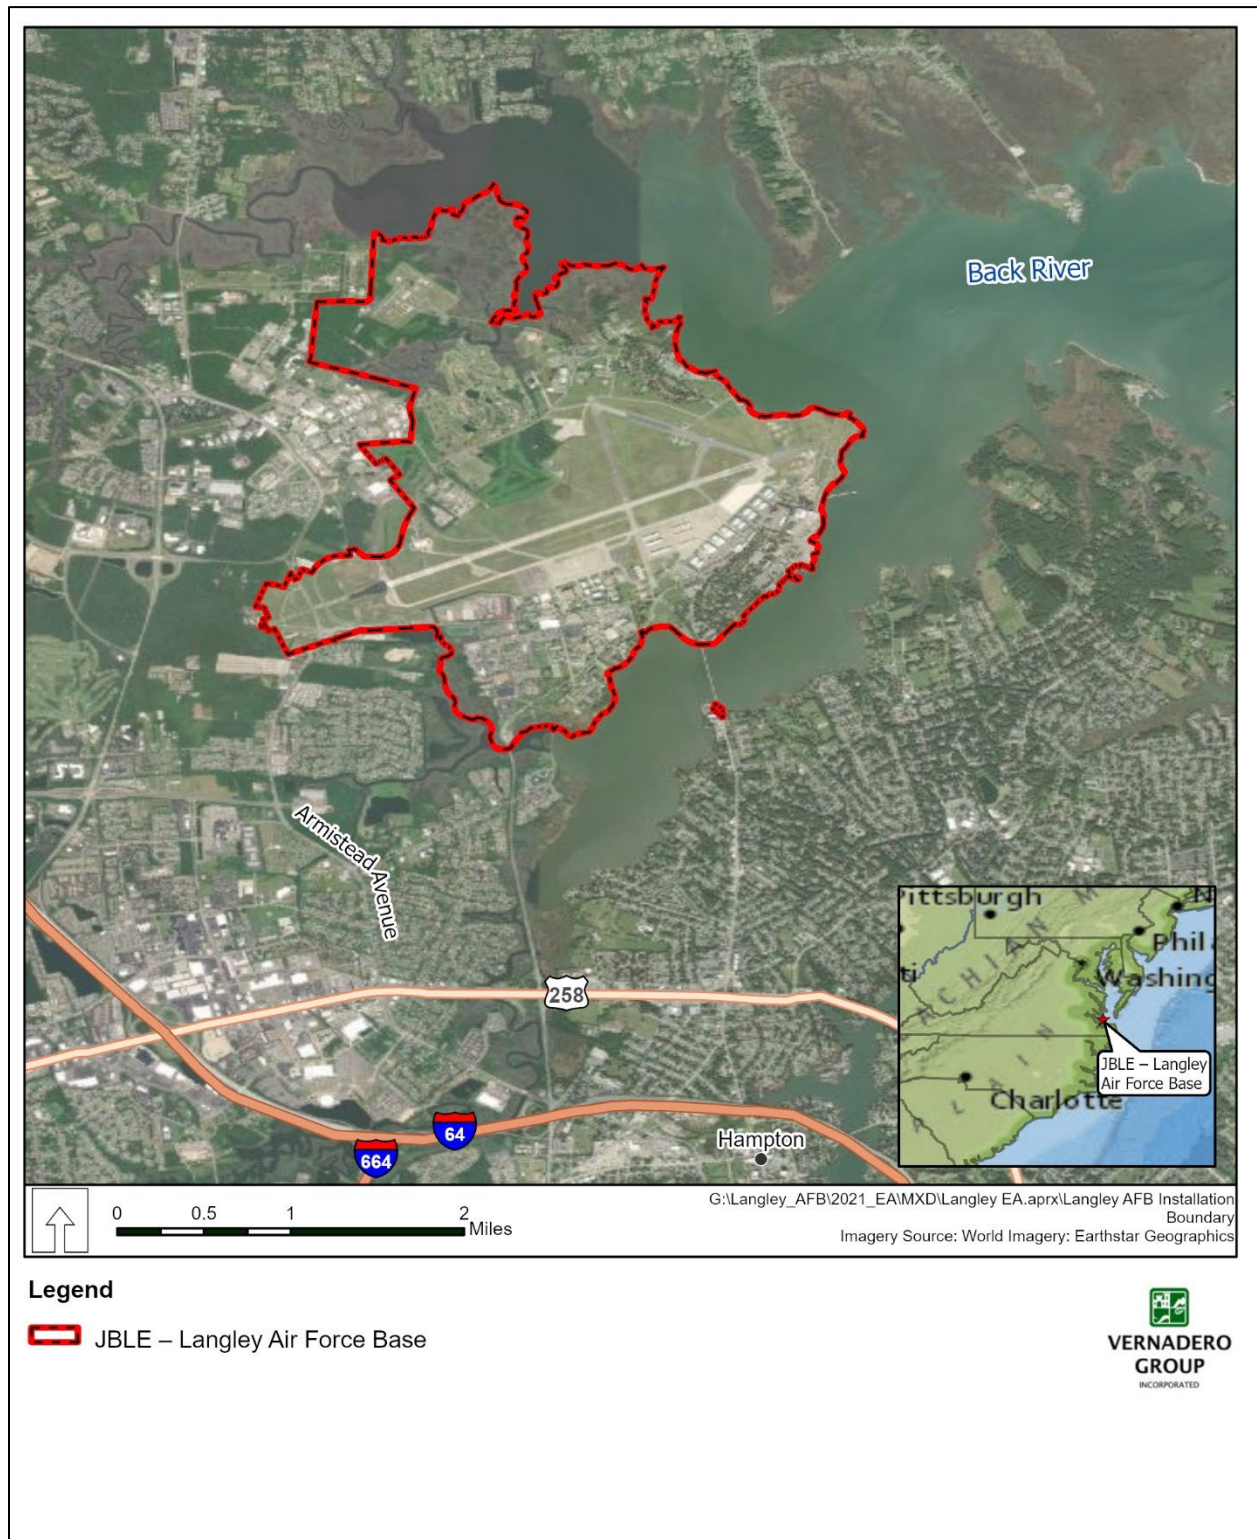 Back River
Armistead Avenue
258
64
664
Hampton
Pittsburgh
Phil
Washing
CHIAN M
Charlotte
JBLE – Langley
Air Force Base
0 0.5 1 2
Miles
G:\Langley_AFB\2021_EA\MXD\Langley EA.aprx\Langley AFB Installation
Boundary
Imagery Source: World Imagery: Earthstar Geographics
Legend
JBLE – Langley Air Force Base
VERNADERO
GROUP
INCORPORATED